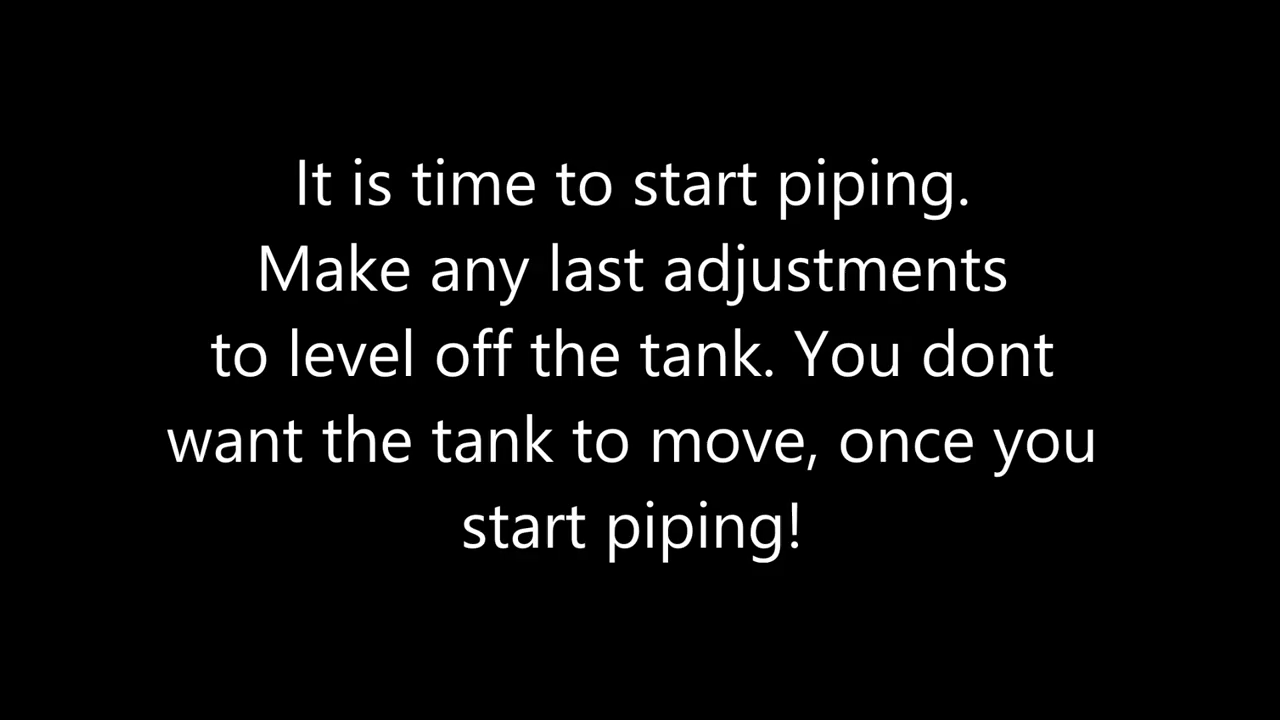 It is time to start piping.
Make any last adjustments
to level off the tank. You dont
want the tank to move, once you
start piping!